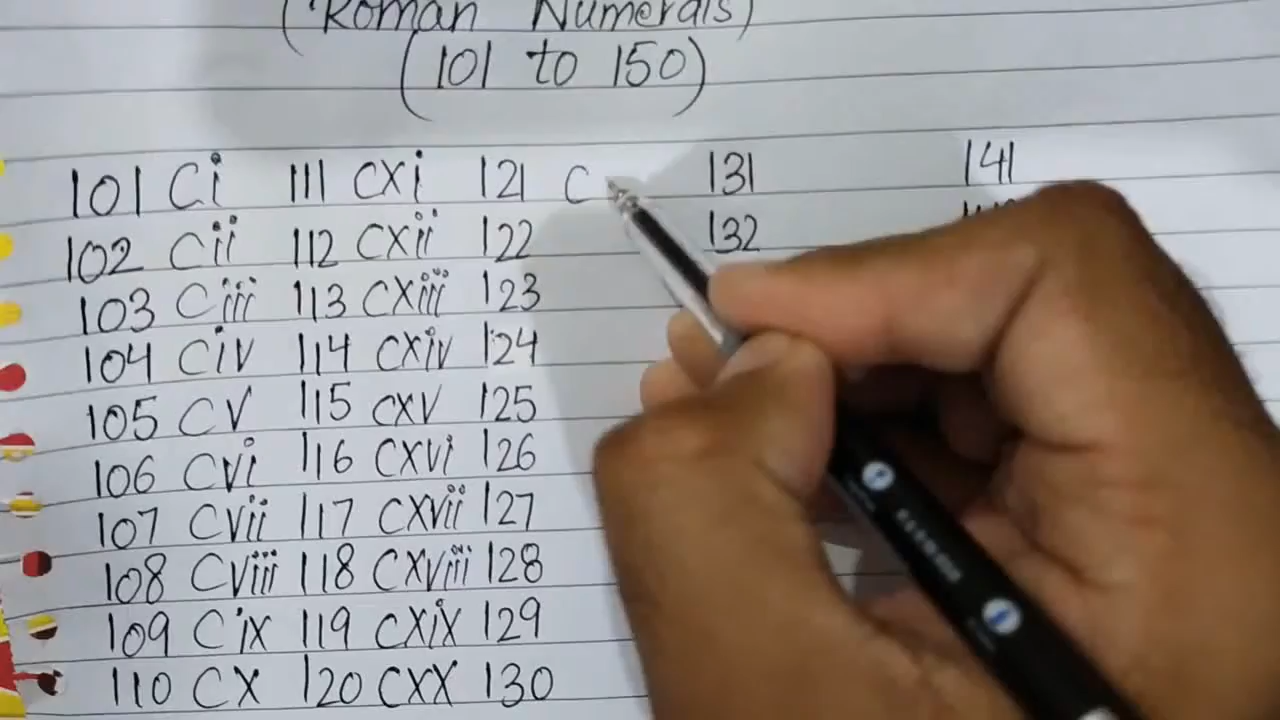 (Roman Numerals)
(101 to 150)
101 Ci 111 CXi 121 C 131 141
102 Cii 112 CXii 122 132
103 Ciii 113 CXiii 123
104 Civ 114 CXiv 124
105 CV 115 CXV 125
106 CVi 116 CXVi 126
107 CVii 117 CXVii 127
108 CViii 118 CXViii 128
109 CiX 119 CXiX 129
110 CX 120 CXX 130